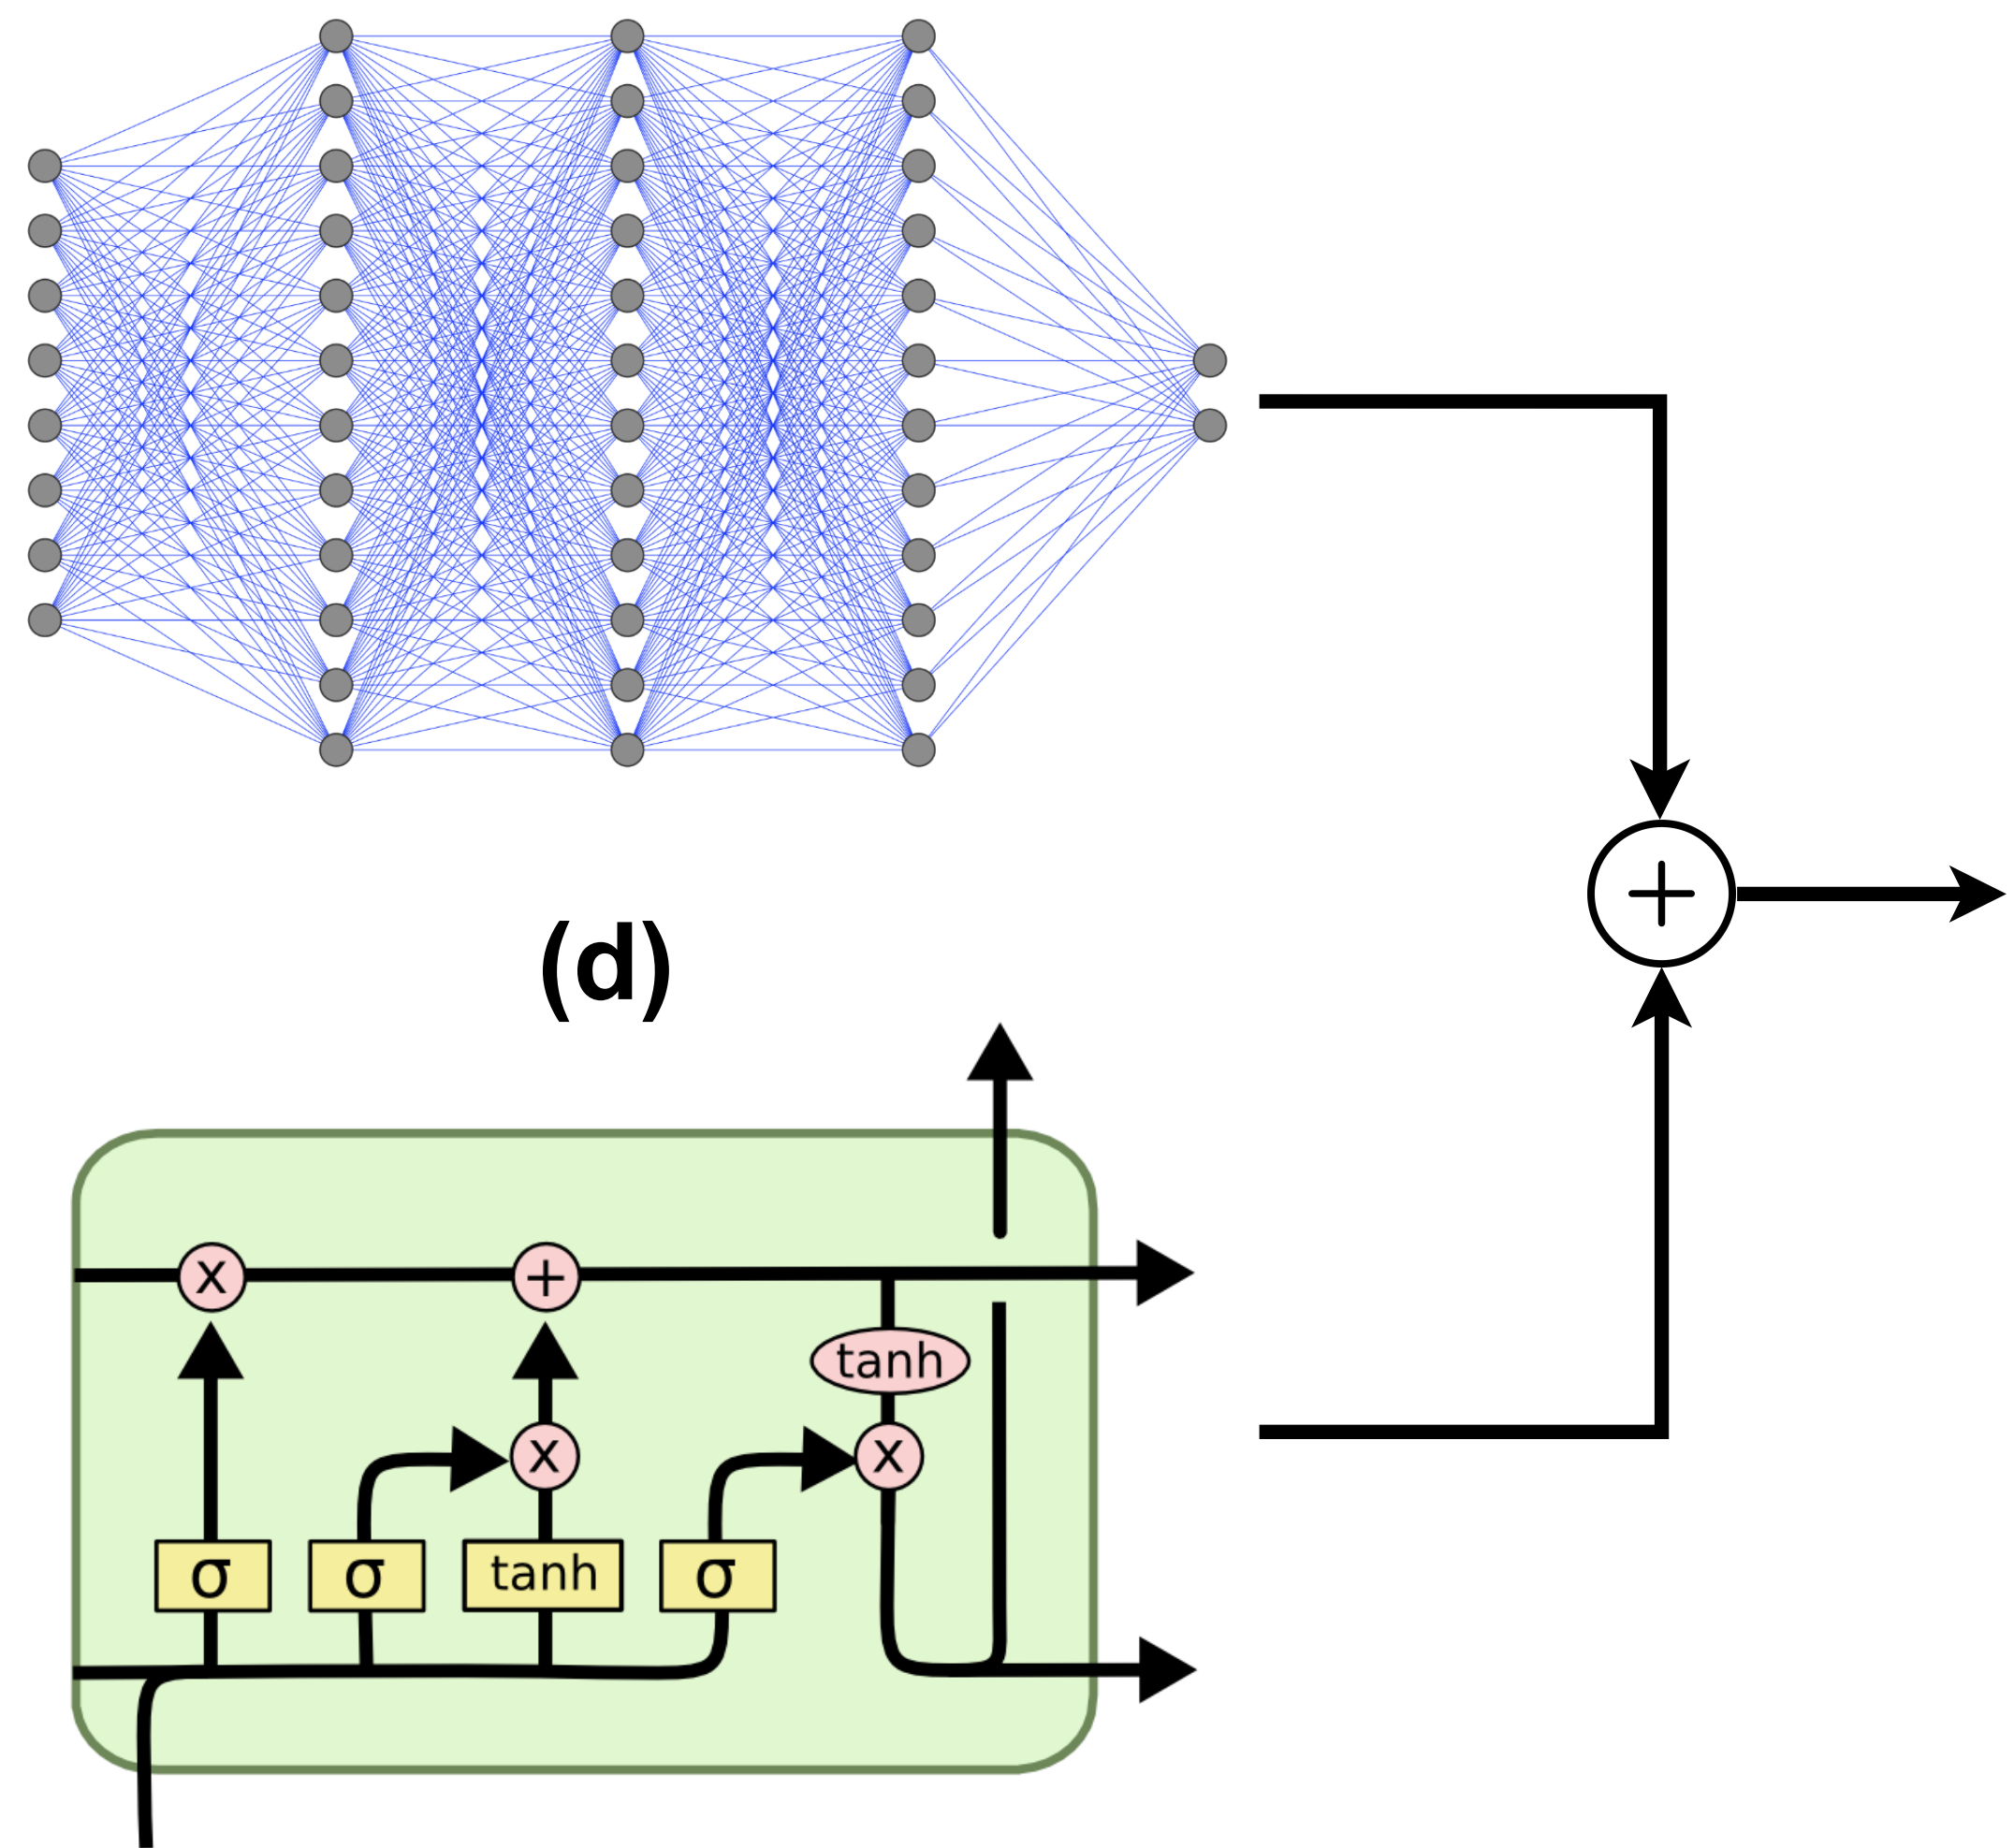 +
(d)
x +
tanh
x x
σ σ tanh σ